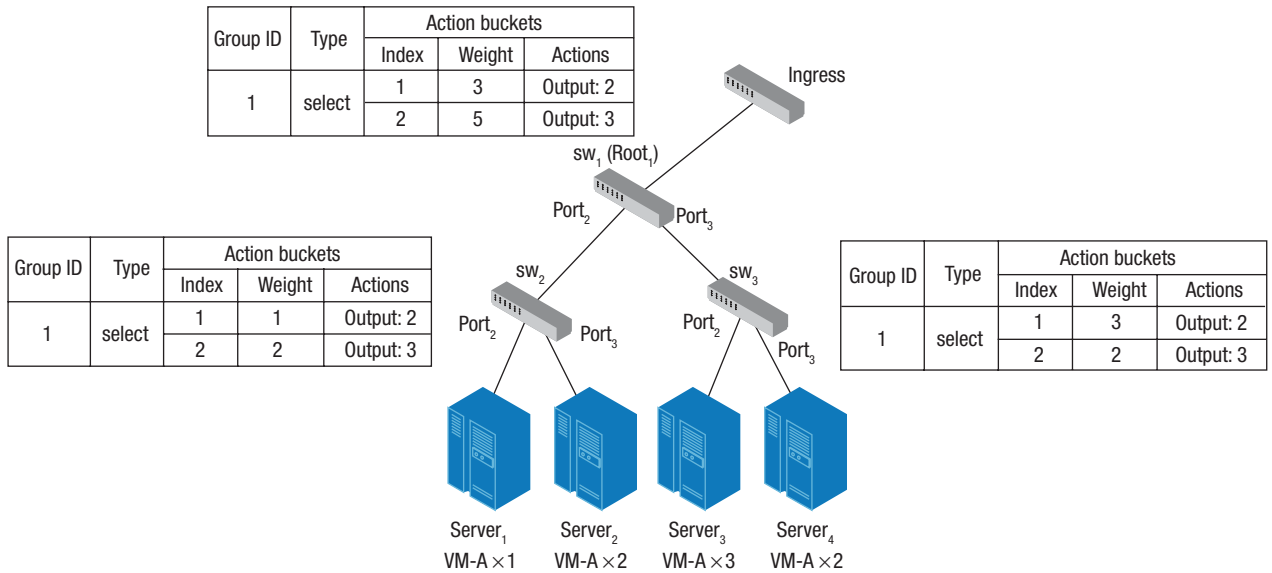 Group ID Type Action buckets
Index Weight Actions
1 select 1 3 Output: 2
2 5 Output: 3
Ingress
sw₁ (Root₁)
Port₂ Port₃
Group ID Type Action buckets
Index Weight Actions
1 select 1 1 Output: 2
2 2 Output: 3
sw₂
Port₂ Port₃
sw₃
Port₂ Port₃
Group ID Type Action buckets
Index Weight Actions
1 select 1 3 Output: 2
2 2 Output: 3
Server₁ Server₂ Server₃ Server₄
VM-A×1 VM-A×2 VM-A×3 VM-A×2